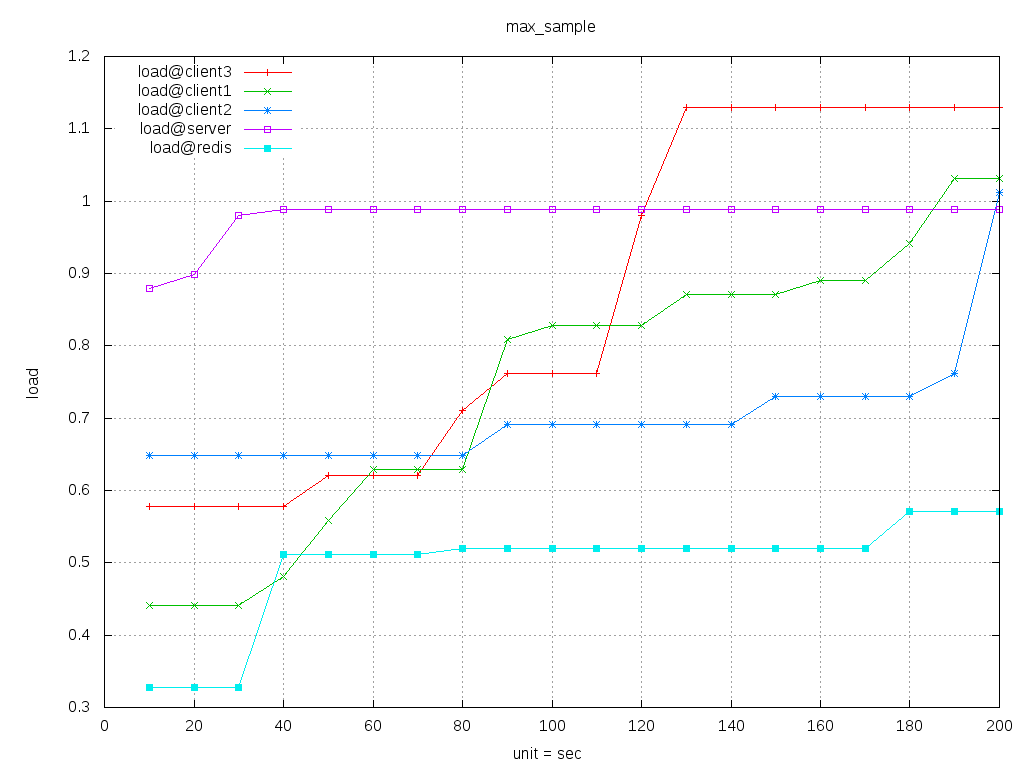 max_sample
load@client3
load@client1
load@client2
load@server
load@redis
1.2
1.1
1
0.9
0.8
0.7
0.6
0.5
0.4
0.3
load
0 20 40 60 80 100 120 140 160 180 200
unit = sec